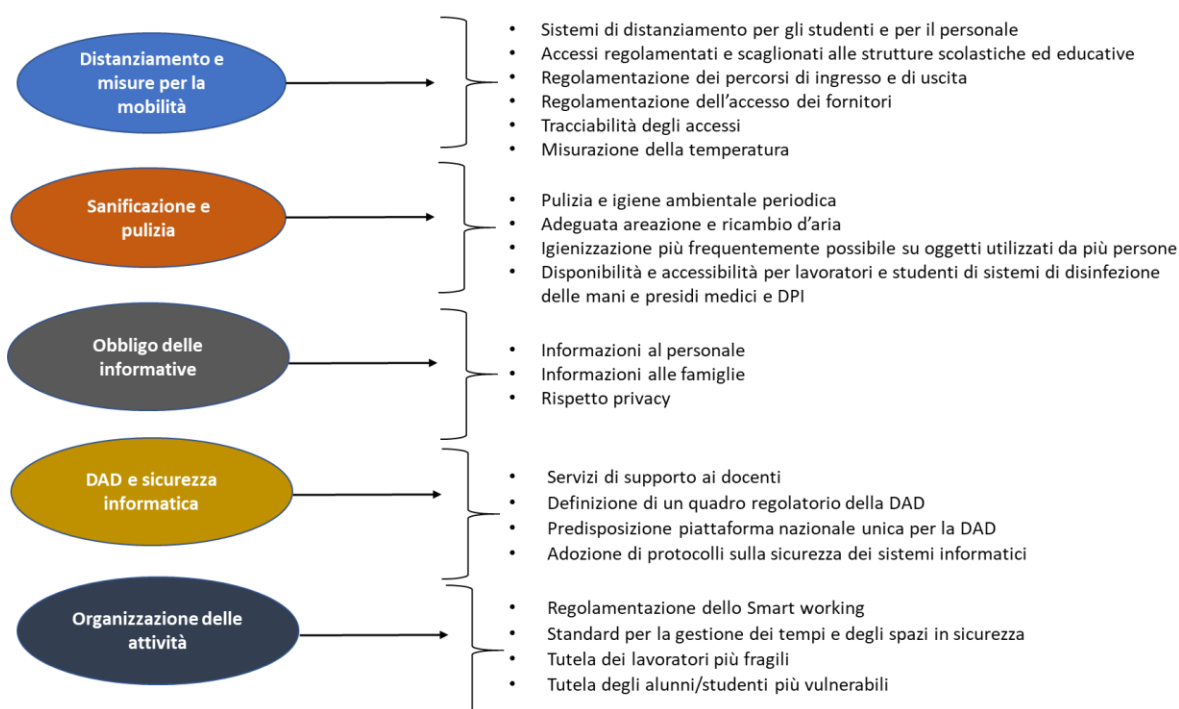 Distanziamento e
misure per la
mobilità
• Sistemi di distanziamento per gli studenti e per il personale
• Accessi regolamentati e scaglionati alle strutture scolastiche ed educative
• Regolamentazione dei percorsi di ingresso e di uscita
• Regolamentazione dell'accesso dei fornitori
• Tracciabilità degli accessi
• Misurazione della temperatura
Sanificazione e
pulizia
• Pulizia e igiene ambientale periodica
• Adeguata areazione e ricambio d'aria
• Igienizzazione più frequentemente possibile su oggetti utilizzati da più persone
• Disponibilità e accessibilità per lavoratori e studenti di sistemi di disinfezione
delle mani e presidi medici e DPI
Obbligo delle
informative
• Informazioni al personale
• Informazioni alle famiglie
• Rispetto privacy
DAD e sicurezza
informatica
• Servizi di supporto ai docenti
• Definizione di un quadro regolatorio della DAD
• Predisposizione piattaforma nazionale unica per la DAD
• Adozione di protocolli sulla sicurezza dei sistemi informatici
Organizzazione delle
attività
• Regolamentazione dello Smart working
• Standard per la gestione dei tempi e degli spazi in sicurezza
• Tutela dei lavoratori più fragili
• Tutela degli alunni/studenti più vulnerabili